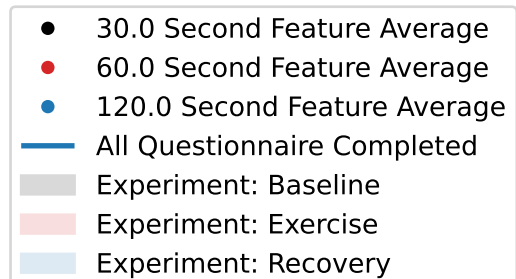 30.0 Second Feature Average
60.0 Second Feature Average
120.0 Second Feature Average
All Questionnaire Completed
Experiment: Baseline
Experiment: Exercise
Experiment: Recovery